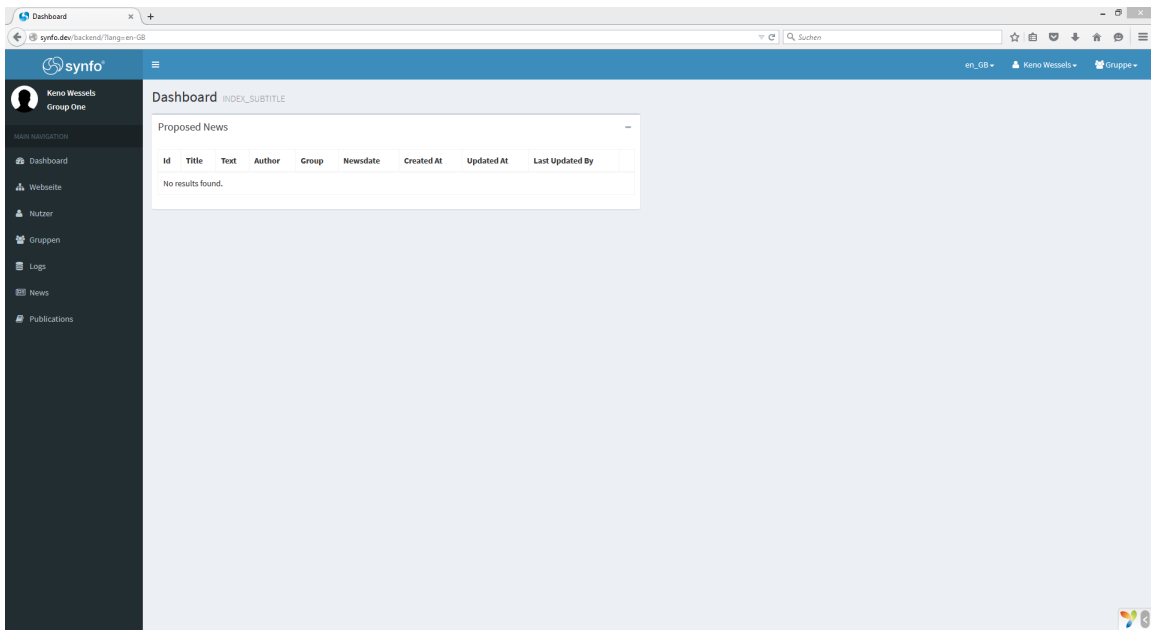 Dashboard
synfo.dev/backend/?lang=en-GB
Suchen
synfo
en_GB
Keno Wessels
Gruppe
Keno Wessels
Group One
MAIN NAVIGATION
Dashboard
Webseite
Nutzer
Gruppen
Logs
News
Publications
Dashboard INDEX_SUBTITLE
Proposed News
Id Title Text Author Group Newsdate Created At Updated At Last Updated By
No results found.